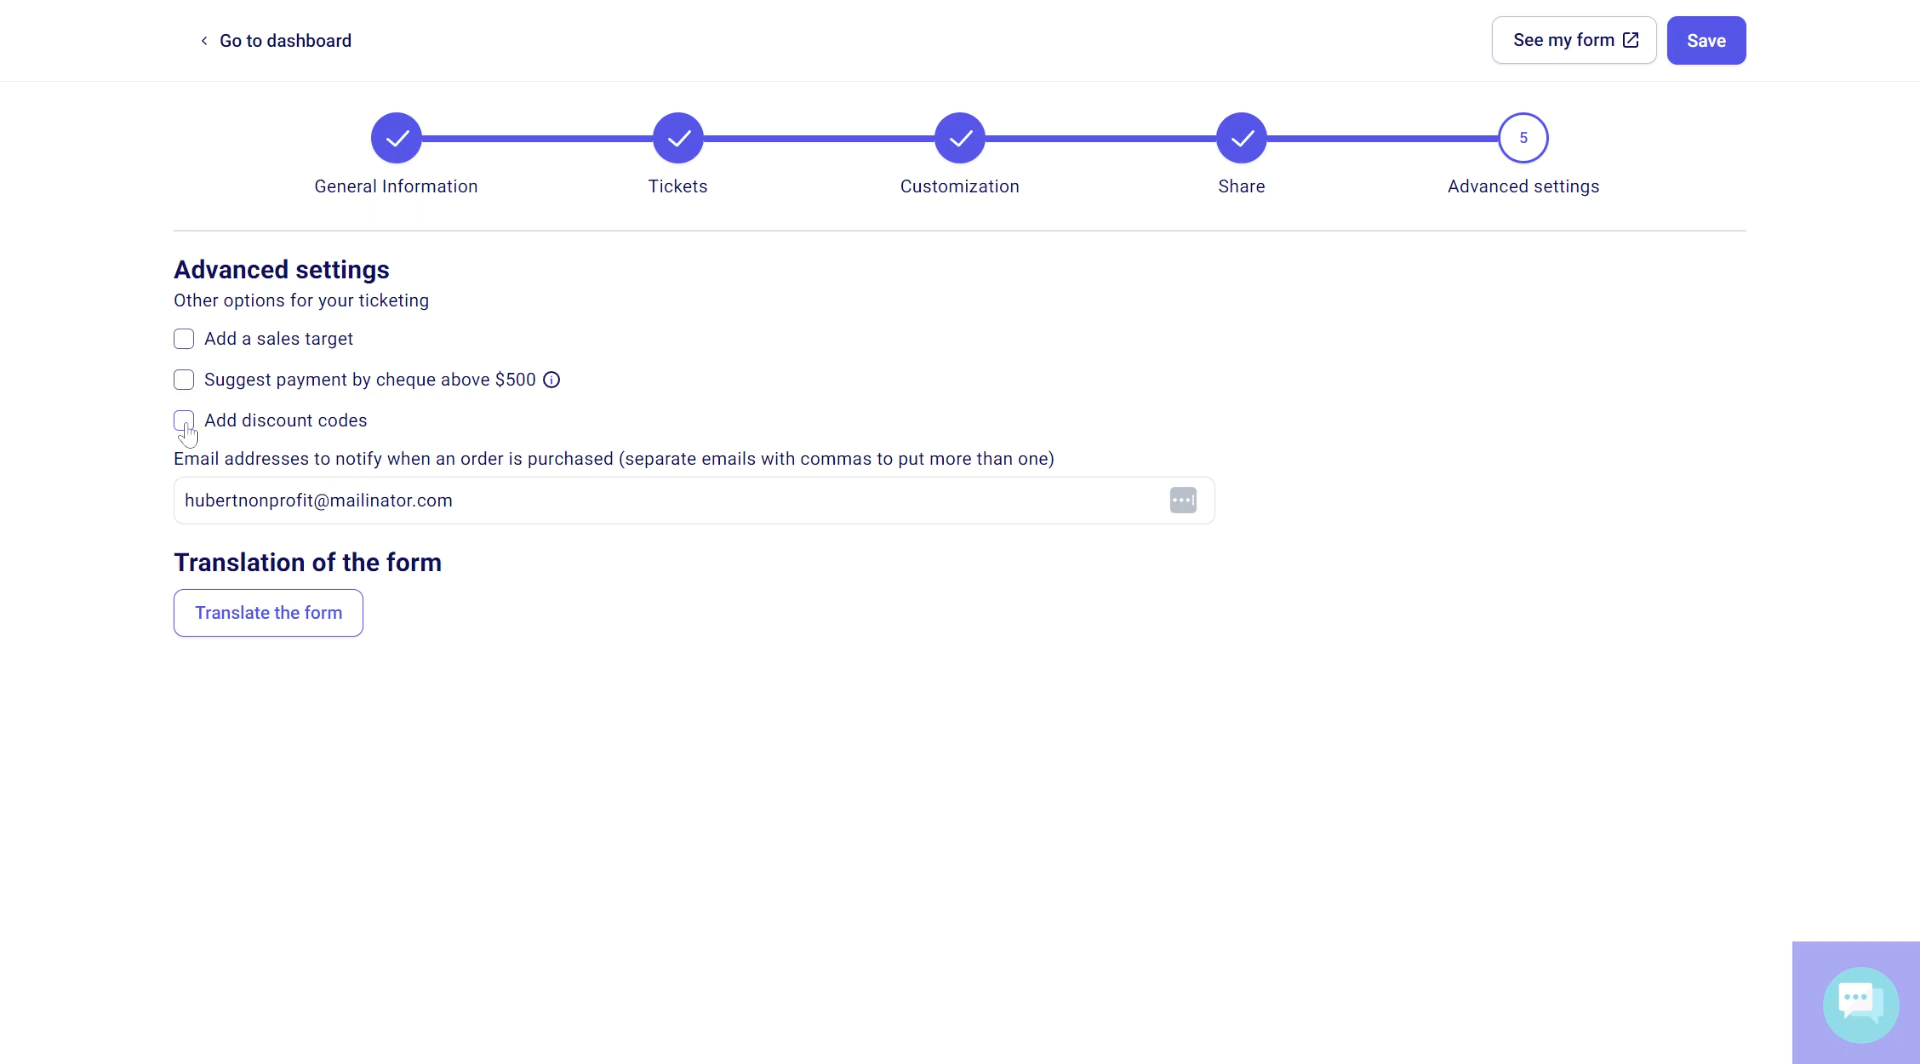 Go to dashboard
See my form
Save
5
General Information
Tickets
Customization
Share
Advanced settings
Advanced settings
Other options for your ticketing
Add a sales target
Suggest payment by cheque above $500
Add discount codes
Email addresses to notify when an order is purchased (separate emails with commas to put more than one)
hubertnonprofit@mailinator.com
Translation of the form
Translate the form